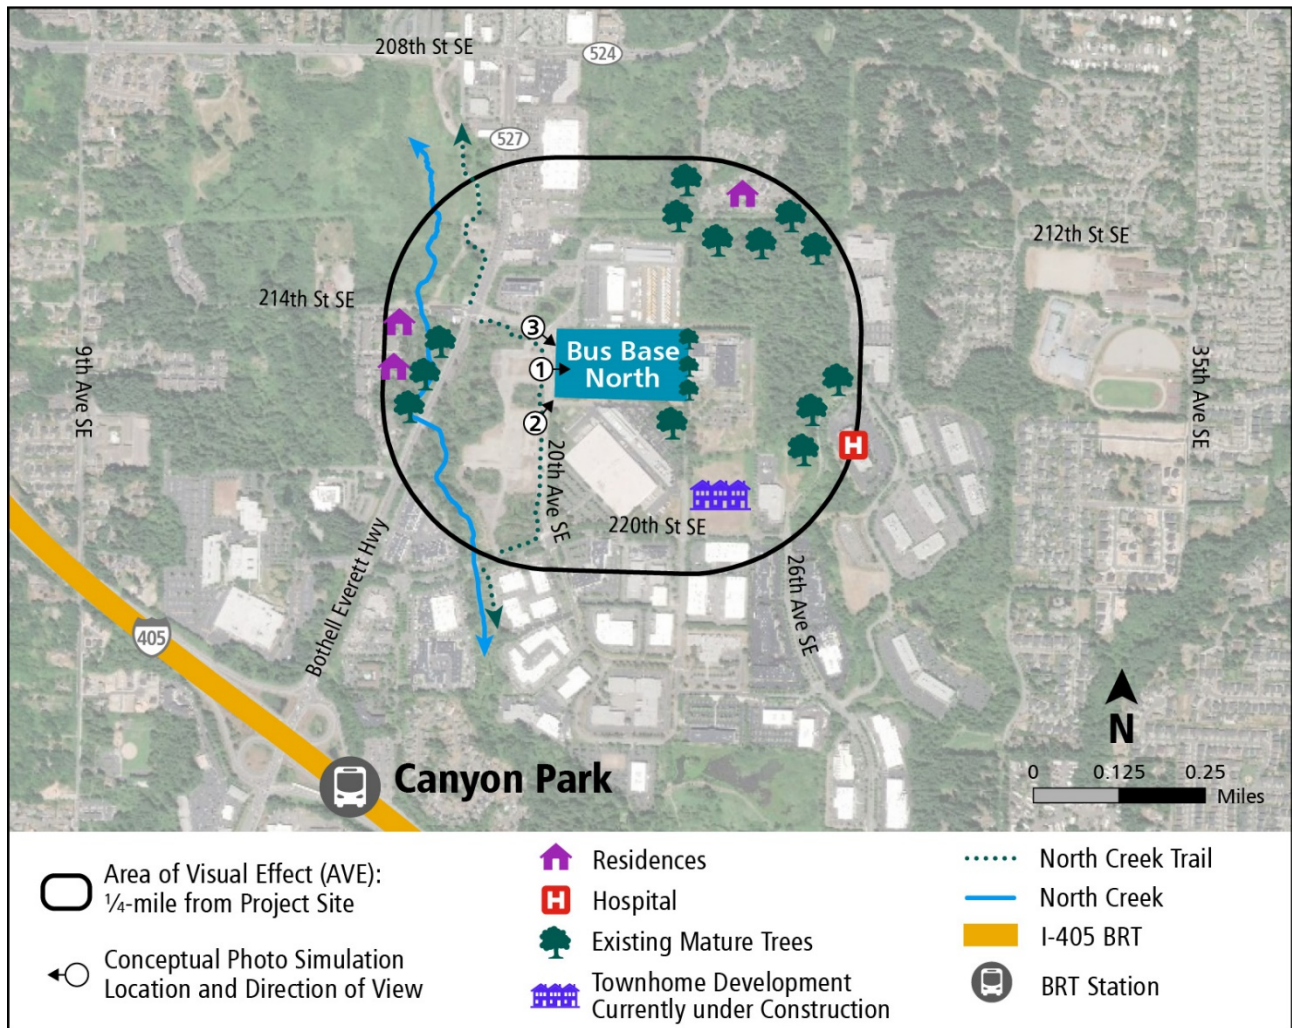 208th St SE
524
527
212th St SE
214th St SE
3
Bus Base
North
1
2
9th Ave SE
35th Ave SE
H
20th Ave SE
220th St SE
26th Ave SE
Bothell Everett Hwy
405
Canyon Park
N
0 0.125 0.25
Miles
Area of Visual Effect (AVE):
¼-mile from Project Site
Conceptual Photo Simulation
Location and Direction of View
Residences
H Hospital
Existing Mature Trees
Townhome Development
Currently under Construction
North Creek Trail
North Creek
I-405 BRT
BRT Station